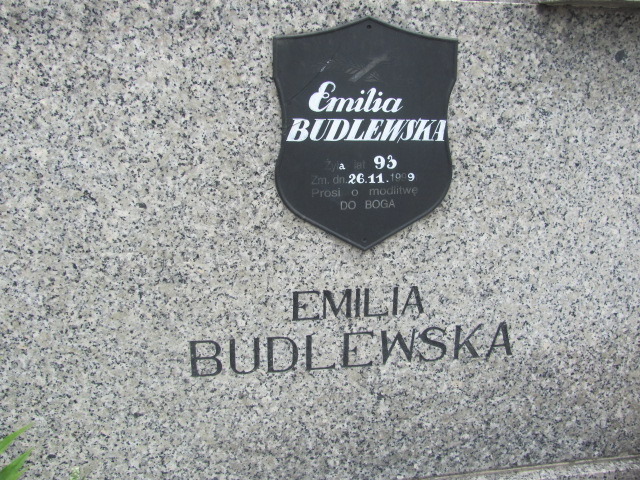 Emilia
BUDLEWSKA
Żyła lat 93
Zm. dn. 26.11.1999
Prosi o modlitwę
DO BOGA
EMILIA
BUDLEWSKA